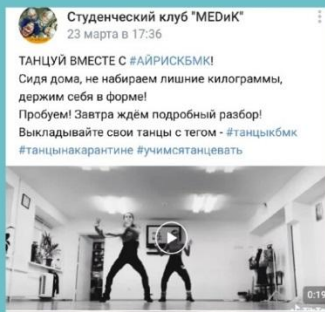 Студенческий клуб "MEDиK"
23 марта в 17:36
ТАНЦУЙ ВМЕСТЕ С #АЙРИСКБМК!
Сидя дома, не набираем лишние килограммы,
держим себя в форме!
Пробуем! Завтра ждём подробный разбор!
Выкладывайте свои танцы с тегом - #танцыкбмк
#танцынакарантине #учимсятанцевать
0:19